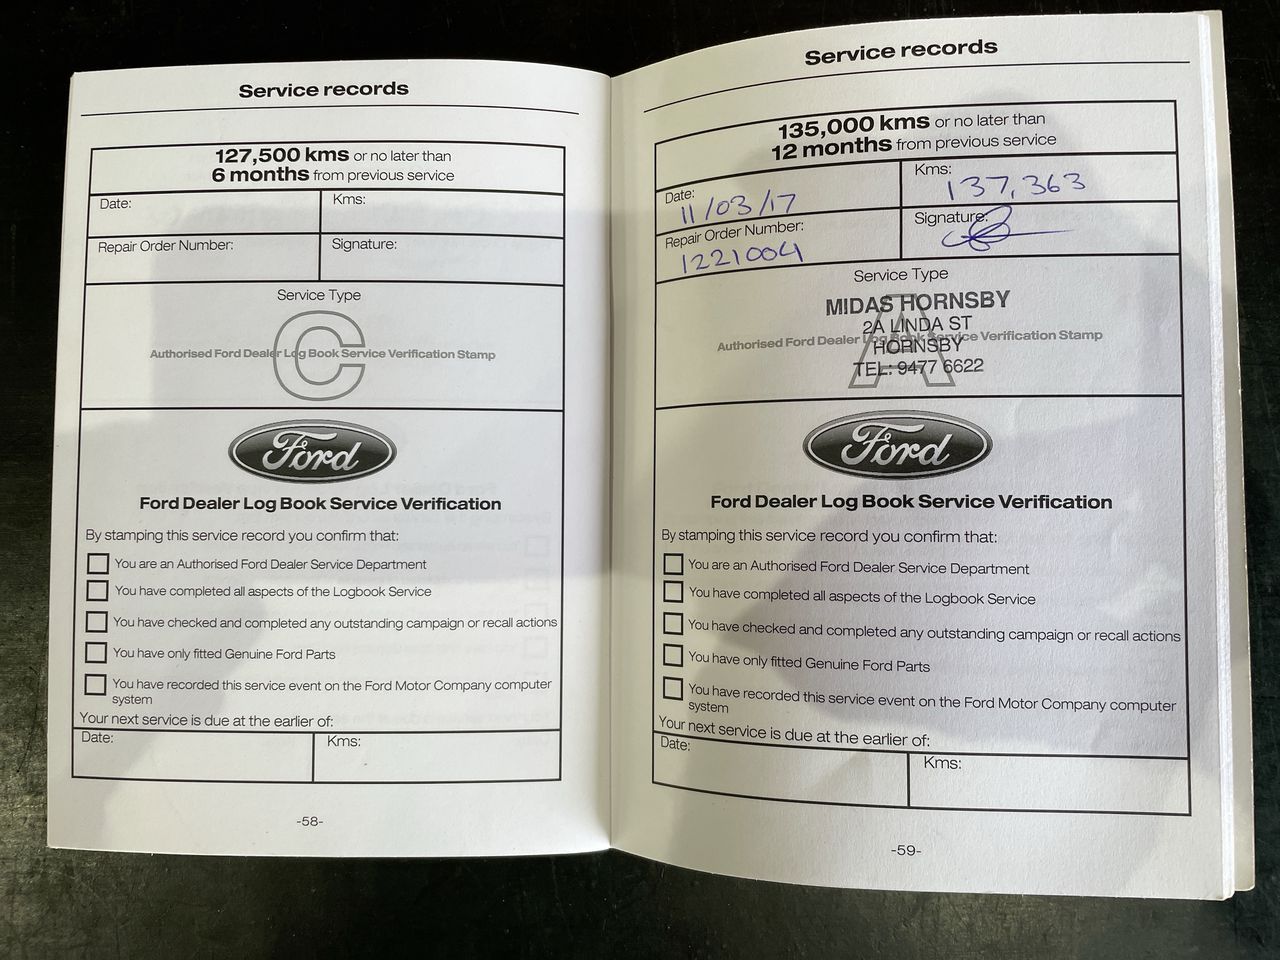 Service records
127,500 kms or no later than
6 months from previous service
Date:
Kms:
Repair Order Number:
Signature:
Service Type
C
Authorised Ford Dealer Log Book Service Verification Stamp
Ford
Ford Dealer Log Book Service Verification
By stamping this service record you confirm that:
You are an Authorised Ford Dealer Service Department
You have completed all aspects of the Logbook Service
You have checked and completed any outstanding campaign or recall actions
You have only fitted Genuine Ford Parts
You have recorded this service event on the Ford Motor Company computer
system
Your next service is due at the earlier of:
Date:
Kms:
-58-
Service records
135,000 kms or no later than
12 months from previous service
Date:
11/03/17
Kms:
137,363
Repair Order Number:
1221004
Signature:
Service Type
A
MIDAS HORNSBY
2A LINDA ST
Authorised Ford Dealer Log Book Service Verification Stamp
HORNSBY
TEL: 9477 6622
Ford
Ford Dealer Log Book Service Verification
By stamping this service record you confirm that:
You are an Authorised Ford Dealer Service Department
You have completed all aspects of the Logbook Service
You have checked and completed any outstanding campaign or recall actions
You have only fitted Genuine Ford Parts
You have recorded this service event on the Ford Motor Company computer
system
Your next service is due at the earlier of:
Date:
Kms:
-59-